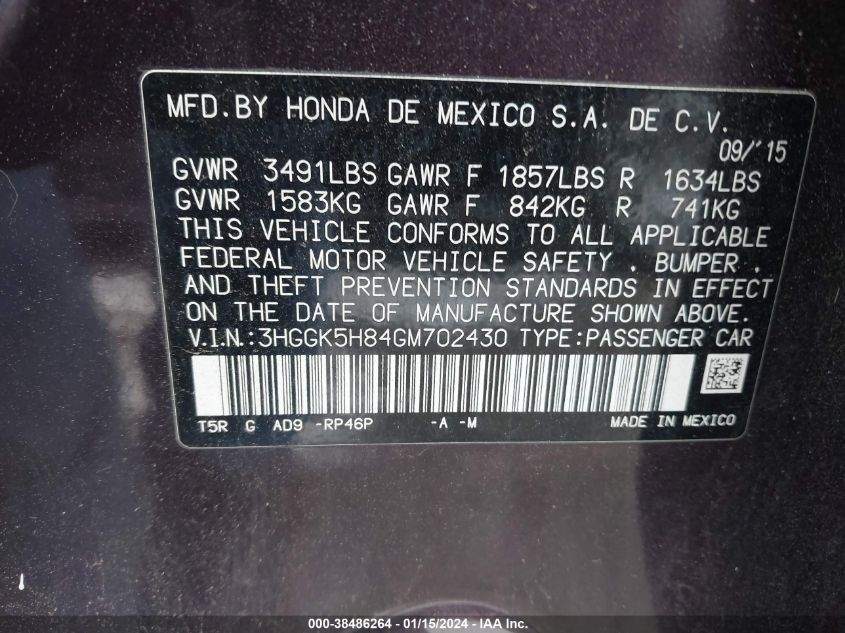 MFD.BY HONDA DE MEXICO S.A. DE C.V.
09/'15
GVWR 3491LBS GAWR F 1857LBS R 1634LBS
GVWR 1583KG GAWR F 842KG R 741KG
THIS VEHICLE CONFORMS TO ALL APPLICABLE
FEDERAL MOTOR VEHICLE SAFETY , BUMPER ,
AND THEFT PREVENTION STANDARDS IN EFFECT
ON THE DATE OF MANUFACTURE SHOWN ABOVE.
V.I.N.:3HGGK5H84GM702430 TYPE:PASSENGER CAR
T5R G AD9 -RP46P -A -M MADE IN MEXICO
000-38486264 - 01/15/2024 - IAA, Inc.